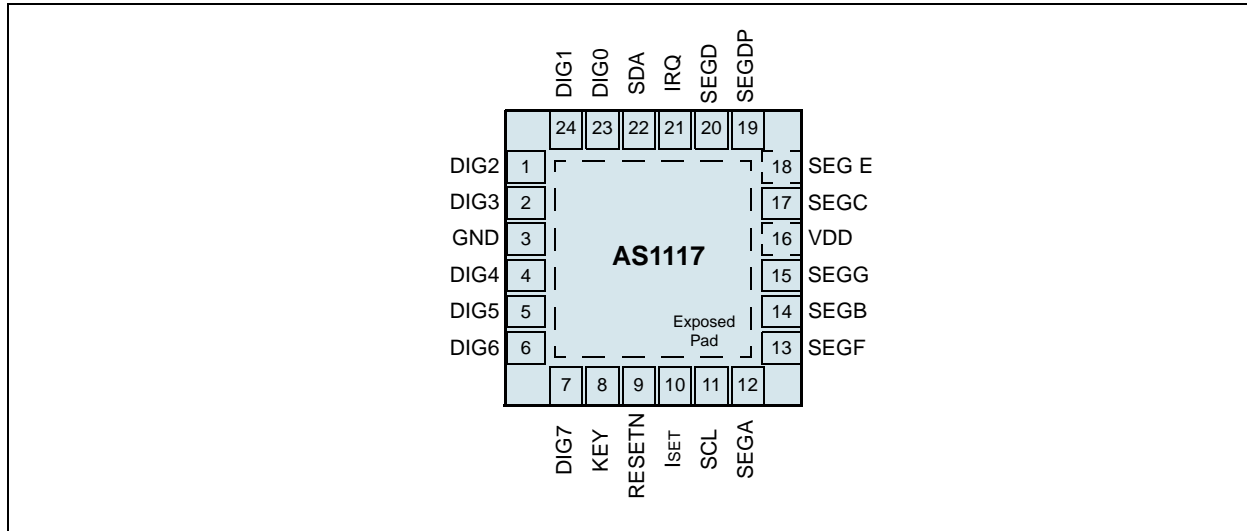 DIG1 DIG0 SDA IRQ SEGD SEGDP
24 23 22 21 20 19
DIG2 1 18 SEG E
DIG3 2 17 SEGC
GND 3 16 VDD
AS1117
DIG4 4 15 SEGG
DIG5 5 14 SEGB
Exposed
Pad
DIG6 6 13 SEGF
7 8 9 10 11 12
DIG7 KEY RESETN ISET SCL SEGA